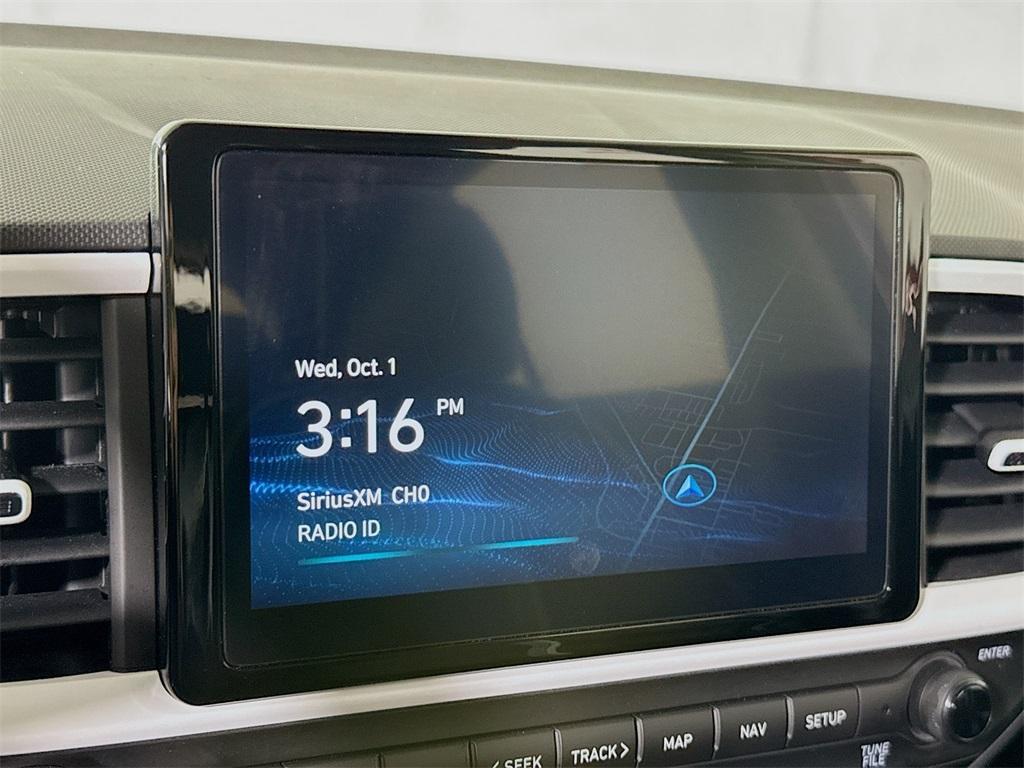 Wed, Oct. 1
3:16 PM
SiriusXM CH0
RADIO ID
ENTER
< SEEK
TRACK >
MAP
NAV
SETUP
TUNE
FILE